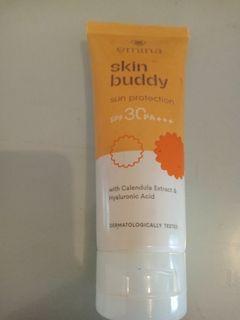 emina
skin
buddy
sun protection
SPF 30 PA+++
with Calendula Extract &
Hyaluronic Acid
DERMATOLOGICALLY TESTED